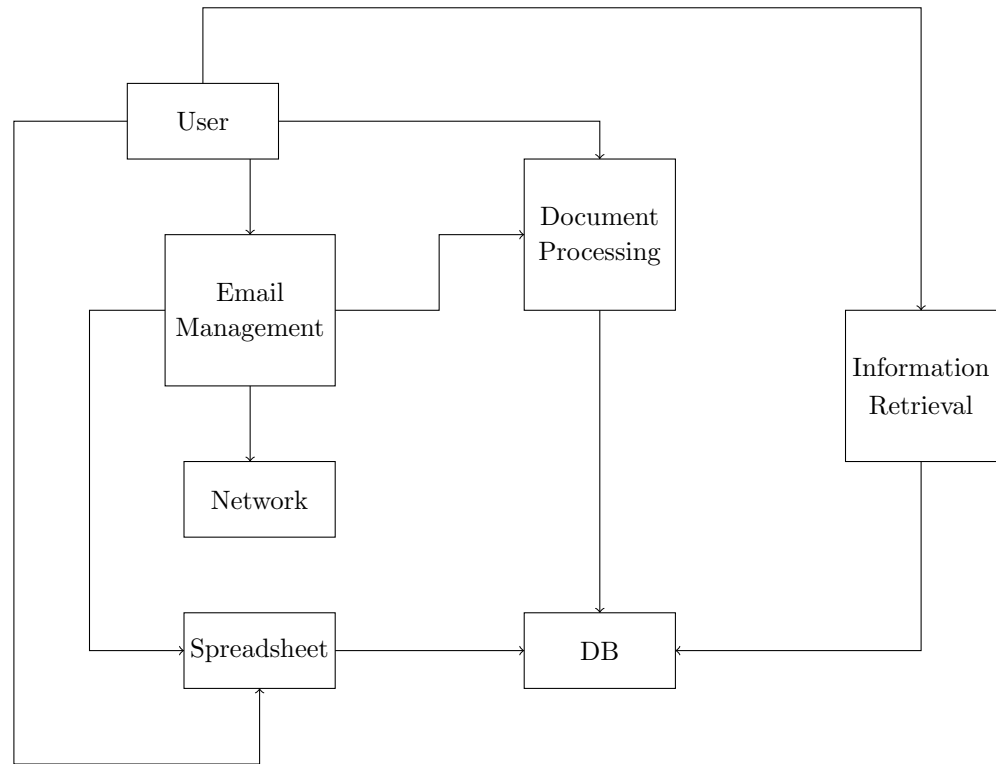 User
Document
Processing
Email
Management
Information
Retrieval
Network
Spreadsheet
DB